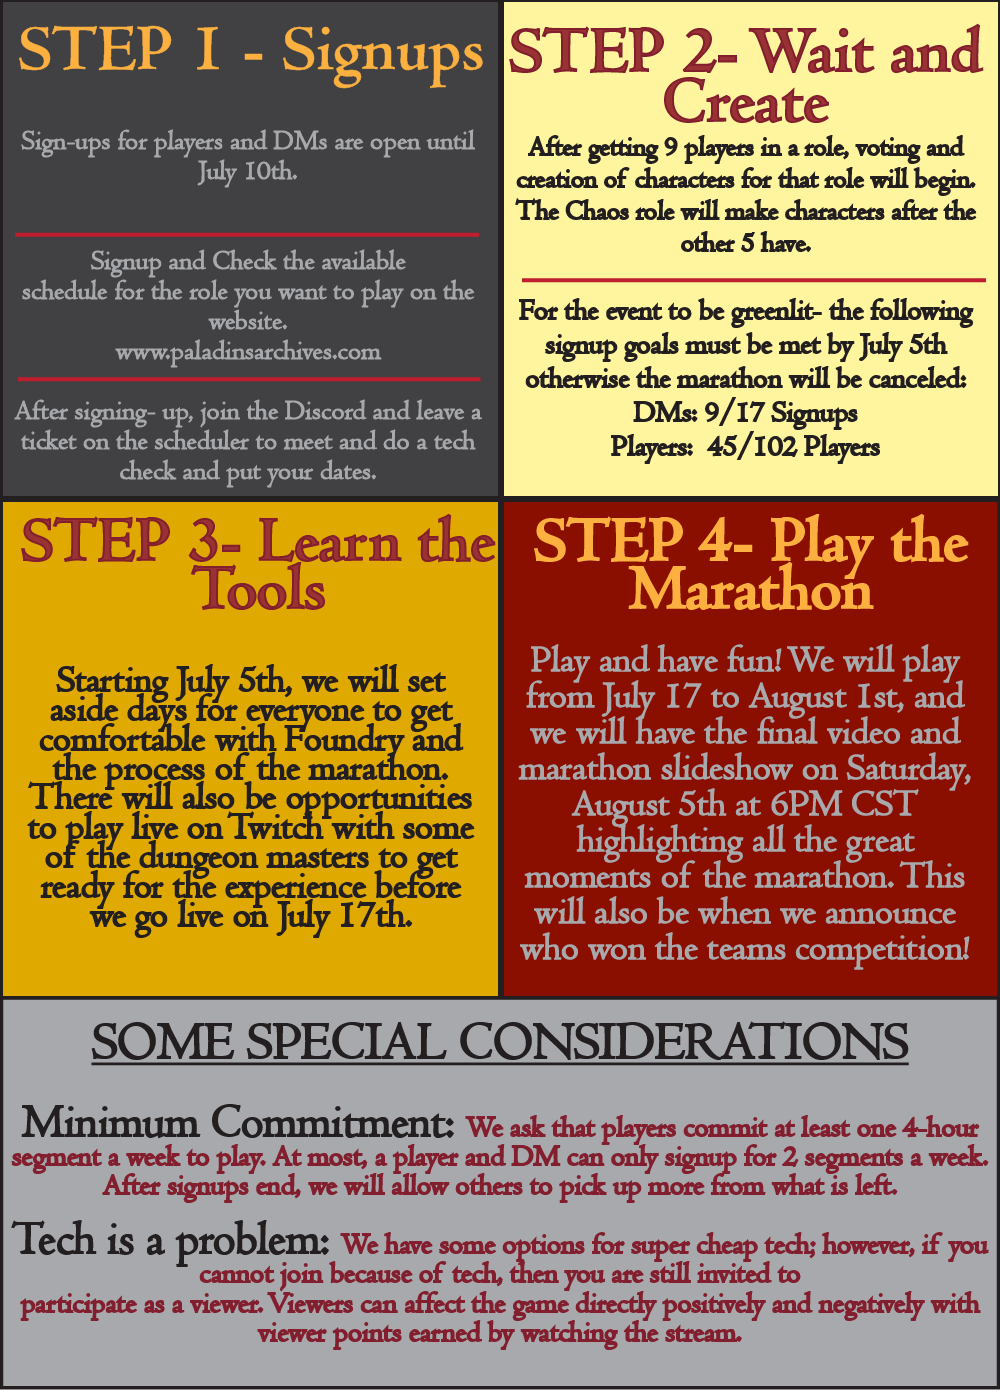 STEP 1 - Signups
Sign-ups for players and DMs are open until
July 10th.
Signup and Check the available
schedule for the role you want to play on the
website.
www.paladinsarchives.com
After signing- up, join the Discord and leave a
ticket on the scheduler to meet and do a tech
check and put your dates.
STEP 2- Wait and
Create
After getting 9 players in a role, voting and
creation of characters for that role will begin.
The Chaos role will make characters after the
other 5 have.
For the event to be greenlit- the following
signup goals must be met by July 5th
otherwise the marathon will be canceled:
DMs: 9/17 Signups
Players: 45/102 Players
STEP 3- Learn the
Tools
Starting July 5th, we will set
aside days for everyone to get
comfortable with Foundry and
the process of the marathon.
There will also be opportunities
to play live on Twitch with some
of the dungeon masters to get
ready for the experience before
we go live on July 17th.
STEP 4- Play the
Marathon
Play and have fun! We will play
from July 17 to August 1st, and
we will have the final video and
marathon slideshow on Saturday,
August 5th at 6PM CST
highlighting all the great
moments of the marathon. This
will also be when we announce
who won the teams competition!
SOME SPECIAL CONSIDERATIONS
Minimum Commitment: We ask that players commit at least one 4-hour
segment a week to play. At most, a player and DM can only signup for 2 segments a week.
After signups end, we will allow others to pick up more from what is left.
Tech is a problem: We have some options for super cheap tech; however, if you
cannot join because of tech, then you are still invited to
participate as a viewer. Viewers can affect the game directly positively and negatively with
viewer points earned by watching the stream.